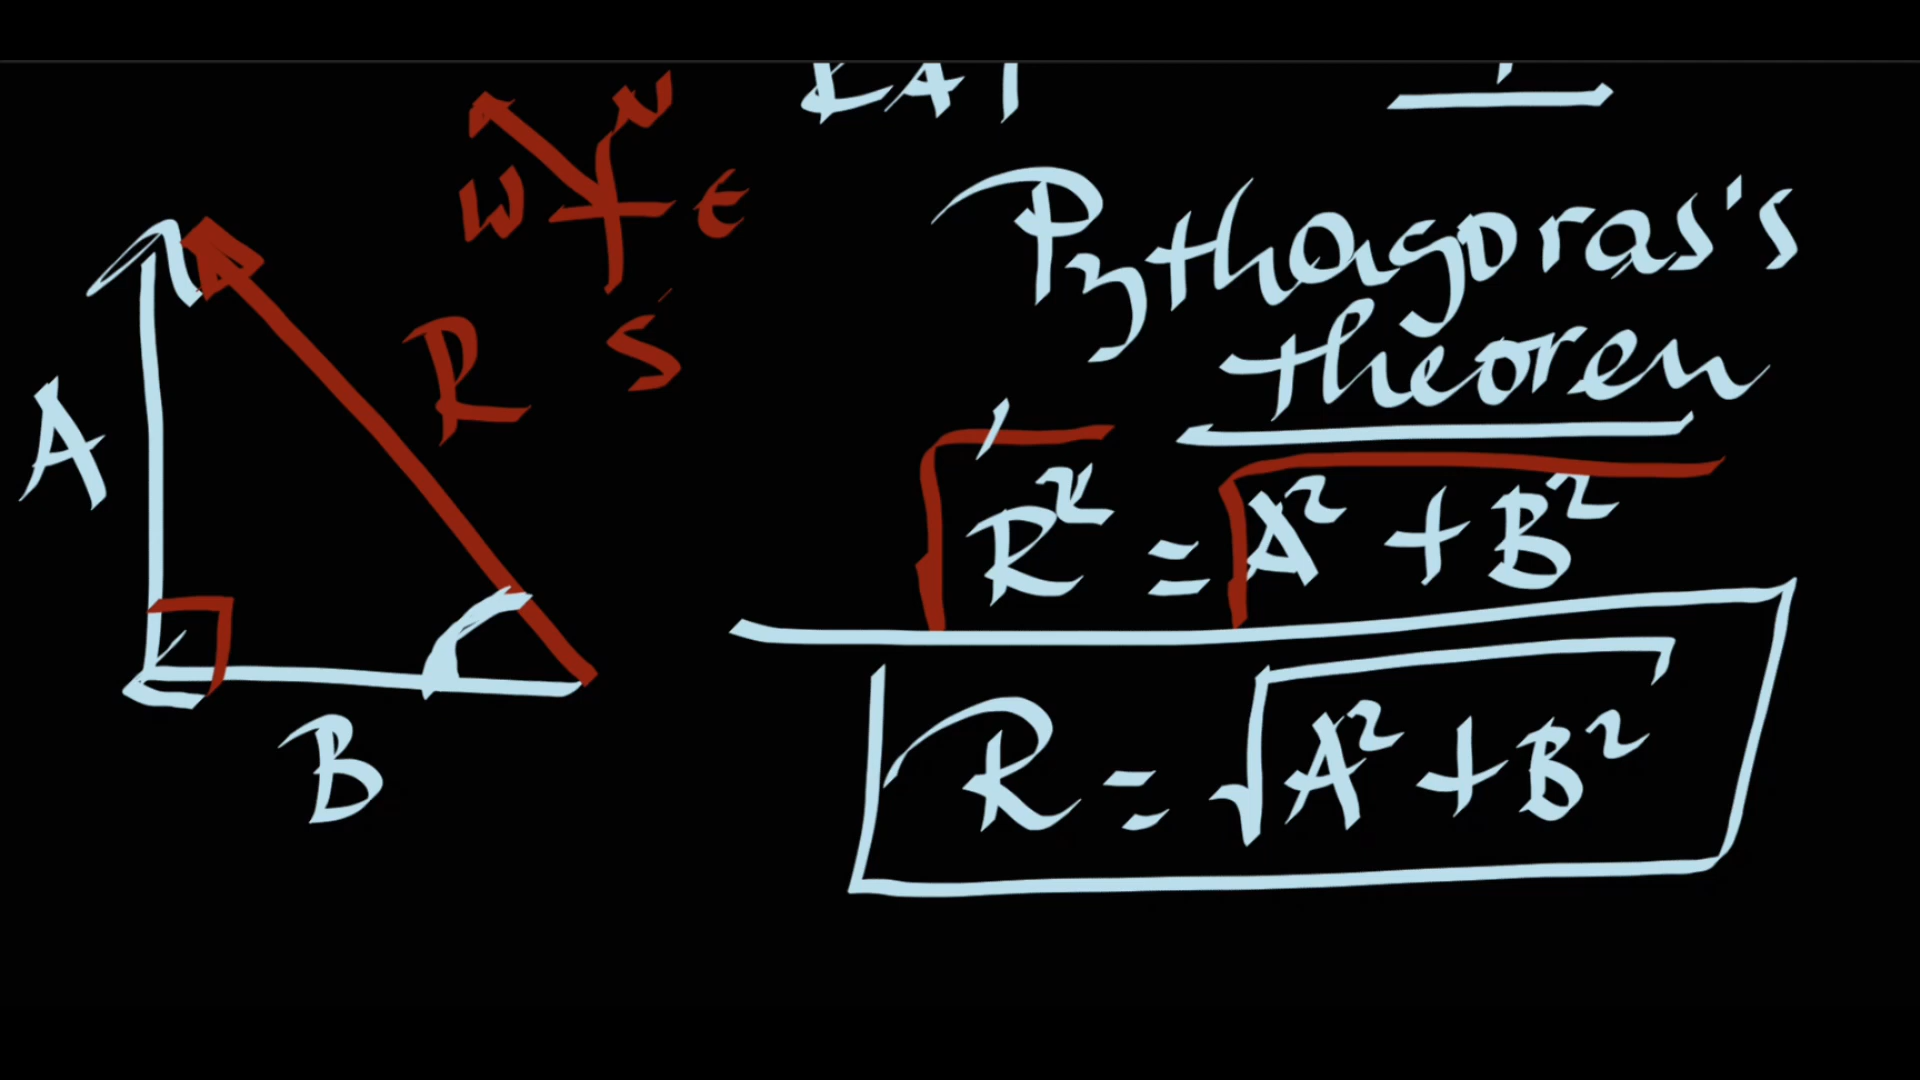 N
W
E
S
R
A
B
Pythagoras's
theorem
√R² = √A² + B²
R = √A² + B²